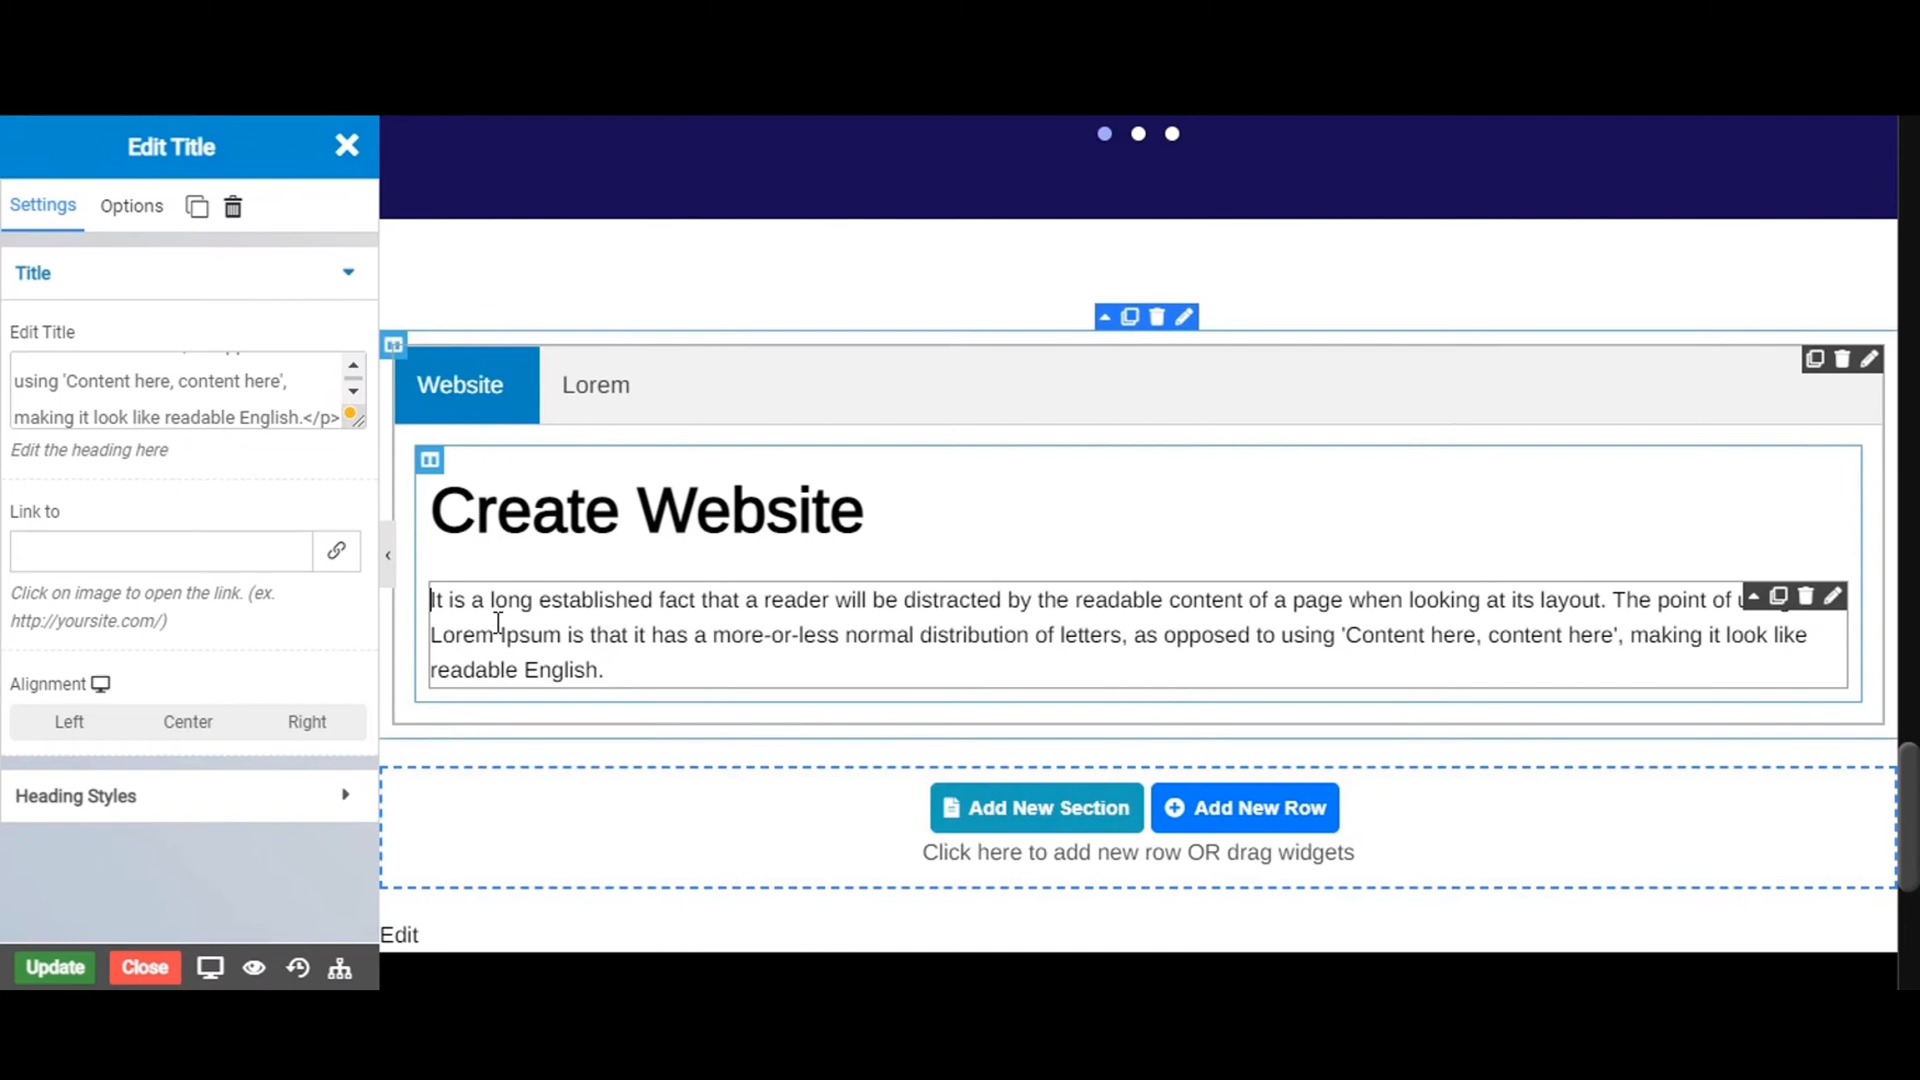 Edit Title
Settings
Options
Title
Edit Title
using 'Content here, content here',
making it look like readable English.</p>
Edit the heading here
Link to
Click on image to open the link. (ex.
http://yoursite.com/)
Alignment
Left
Center
Right
Heading Styles
Update
Close
Website
Lorem
Create Website
It is a long established fact that a reader will be distracted by the readable content of a page when looking at its layout. The point of
Lorem Ipsum is that it has a more-or-less normal distribution of letters, as opposed to using 'Content here, content here', making it look like
readable English.
Add New Section
Add New Row
Click here to add new row OR drag widgets
Edit